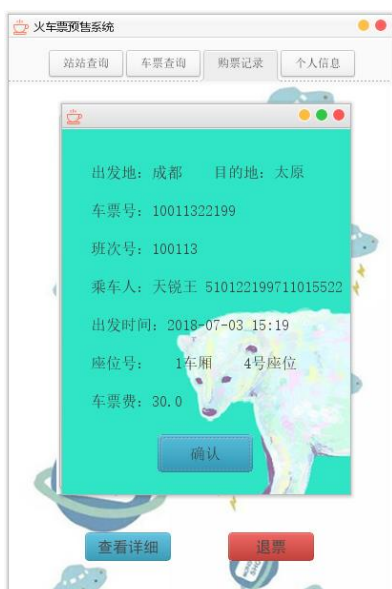 火车票预售系统
站站查询 车票查询 购票记录 个人信息
出发地：成都 目的地：太原
车票号：10011322199
班次号：100113
乘车人：天锐王 510122199711015522
出发时间：2018-07-03 15:19
座位号： 1车厢 4号座位
车票费：30.0
确认
查看详细 退票